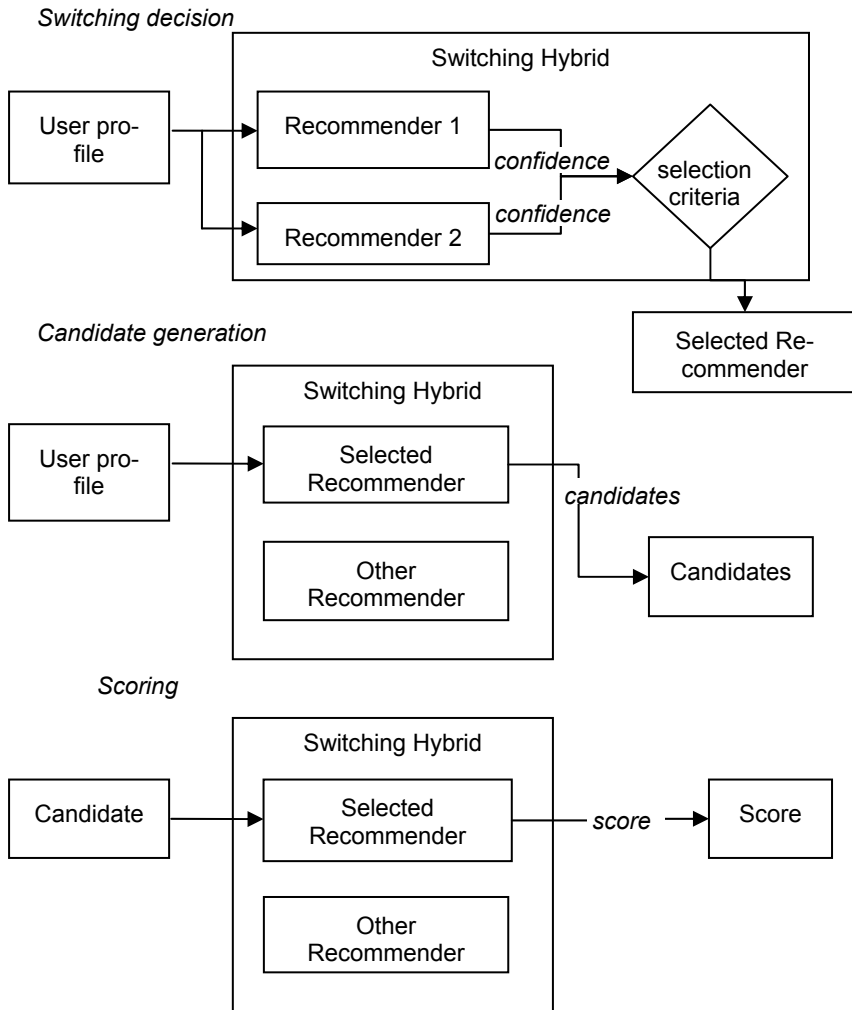 Switching decision
Switching Hybrid
User pro-
file
Recommender 1
confidence
selection
criteria
confidence
Recommender 2
Selected Re-
commender
Candidate generation
Switching Hybrid
User pro-
file
Selected
Recommender
candidates
Other
Recommender
Candidates
Scoring
Switching Hybrid
Candidate
Selected
Recommender
score
Score
Other
Recommender